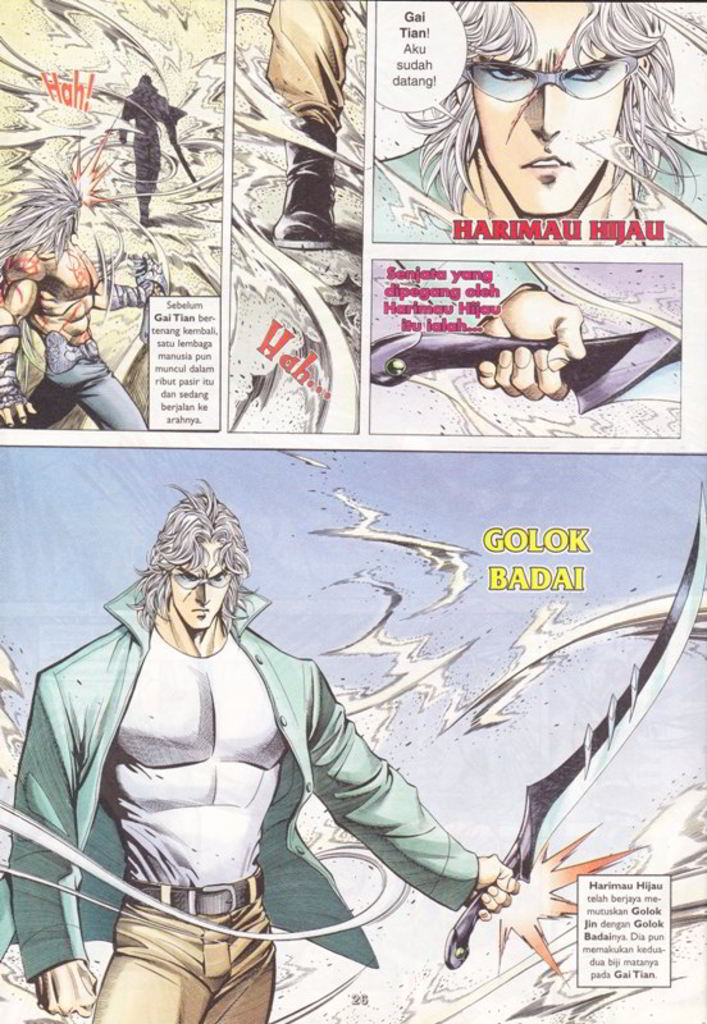 Hah!
Sebelum
Gai Tian ber-
tenang kembali,
satu lembaga
manusia pun
muncul dalam
ribut pasir itu
dan sedang
berjalan ke
arahnya.
Hah...
Gai
Tian!
Aku
sudah
datang!
HARIMAU HIJAU
Senjata yang
dipegang oleh
Harimau Hijau
itu ialah...
GOLOK
BADAI
Harimau Hijau
telah berjaya me-
mutuskan Golok
Jin dengan Golok
Badainya. Dia pun
memakukan kedua-
dua biji matanya
pada Gai Tian.
26